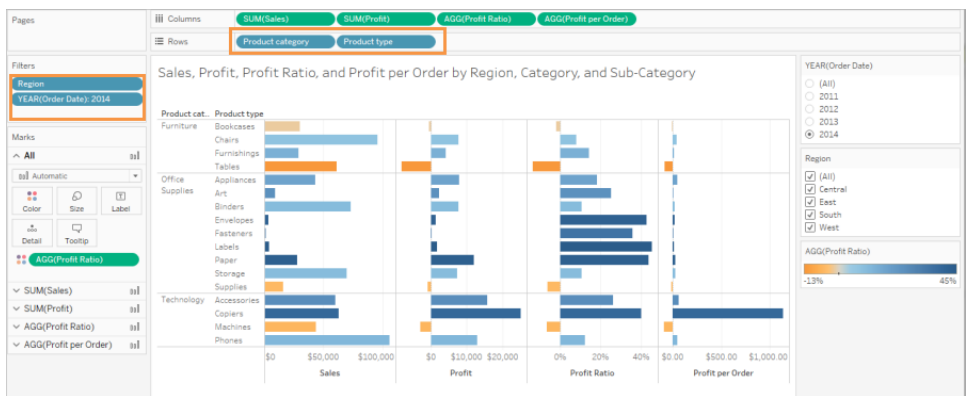 Pages
Columns
SUM(Sales)
SUM(Profit)
AGG(Profit Ratio)
AGG(Profit per Order)
Rows
Product category
Product type
Filters
Region
YEAR(Order Date): 2014
Marks
All
Automatic
Color
Size
Label
Detail
Tooltip
AGG(Profit Ratio)
SUM(Sales)
SUM(Profit)
AGG(Profit Ratio)
AGG(Profit per Order)
Sales, Profit, Profit Ratio, and Profit per Order by Region, Category, and Sub-Category
Product cat.. Product type
Furniture Bookcases
Chairs
Furnishings
Tables
Office Supplies Appliances
Art
Binders
Envelopes
Fasteners
Labels
Paper
Storage
Supplies
Technology Accessories
Copiers
Machines
Phones
$0 $50,000 $100,000 $0 $10,000 $20,000 0% 20% 40% $0.00 $500.00 $1,000.00
Sales Profit Profit Ratio Profit per Order
YEAR(Order Date)
(All)
2011
2012
2013
2014
Region
(All)
Central
East
South
West
AGG(Profit Ratio)
-13% 45%